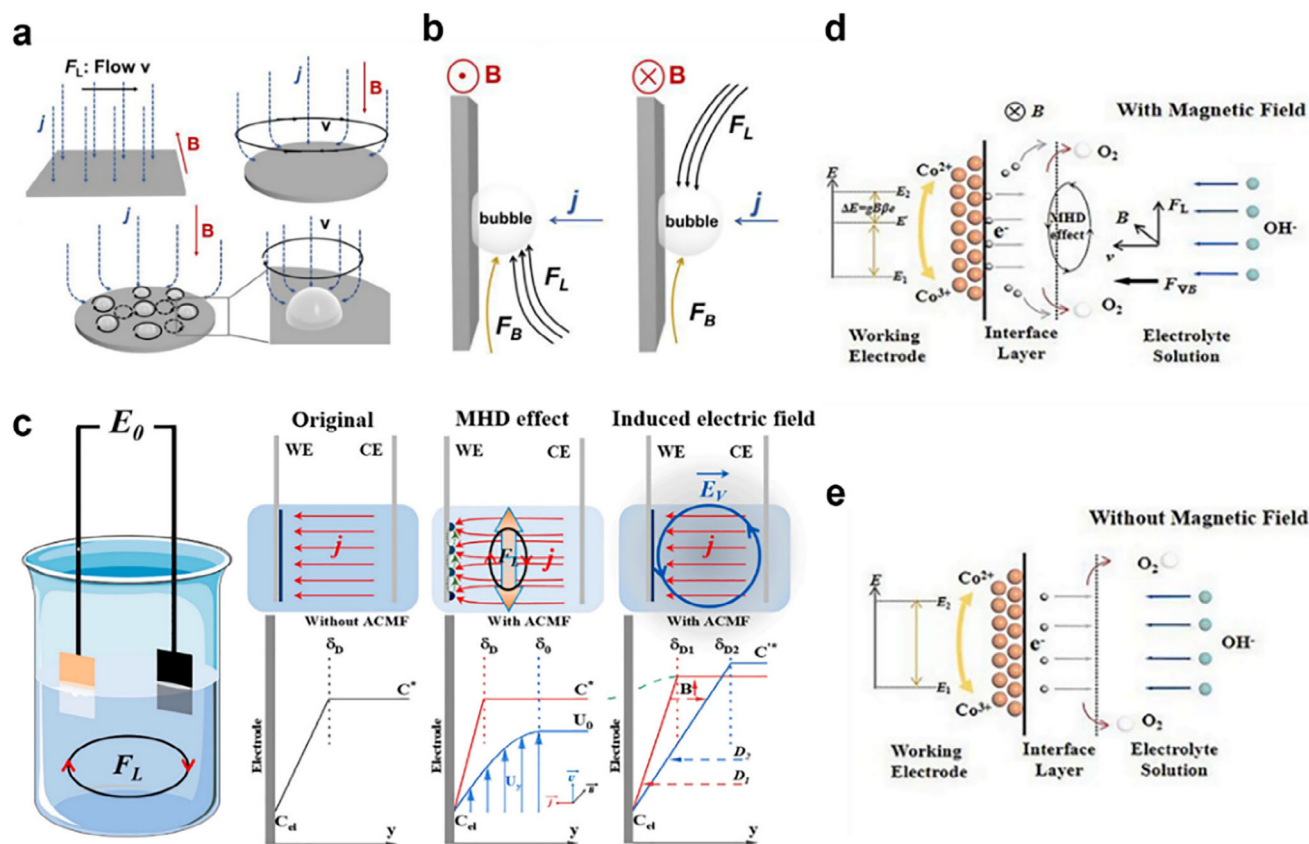 a
F_L: Flow v
j
B
j
B
v
j
B
v
b
B
F_L
bubble
j
F_L
F_B
B
F_L
bubble
j
F_B
c
E_0
F_L
Original
WE
CE
j
Without ACMF
δ_D
C*
Electrode
C_el
y
MHD effect
WE
CE
F_L
j
With ACMF
δ_D
δ_0
C*
U_0
U_y
U
B
j
Electrode
C_el
y
Induced electric field
WE
CE
E_V
j
With ACMF
δ_D1
δ_D2
C'*
B
D_2
D_1
Electrode
C_el
y
d
With Magnetic Field
B
E
E_2
ΔE=gBβe
E
E_1
Co2+
Co3+
e-
O2
MHD
effect
O2
B
F_L
v
F_∇B
OH-
Working
Electrode
Interface
Layer
Electrolyte
Solution
e
Without Magnetic Field
E
E_2
E_1
Co2+
Co3+
e-
O2
OH-
O2
Working
Electrode
Interface
Layer
Electrolyte
Solution